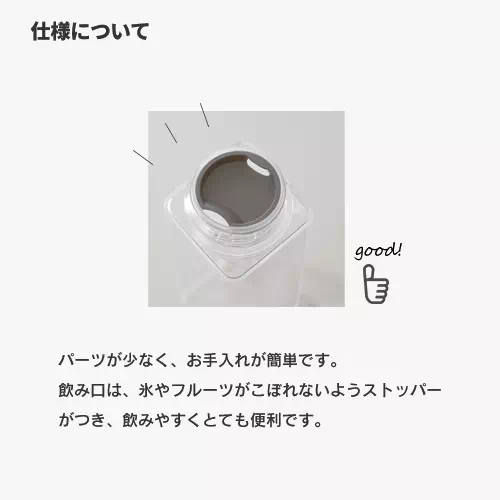 仕様について
good!
パーツが少なく、お手入れが簡単です。
飲み口は、氷やフルーツがこぼれないようストッパー
がつき、飲みやすくとても便利です。